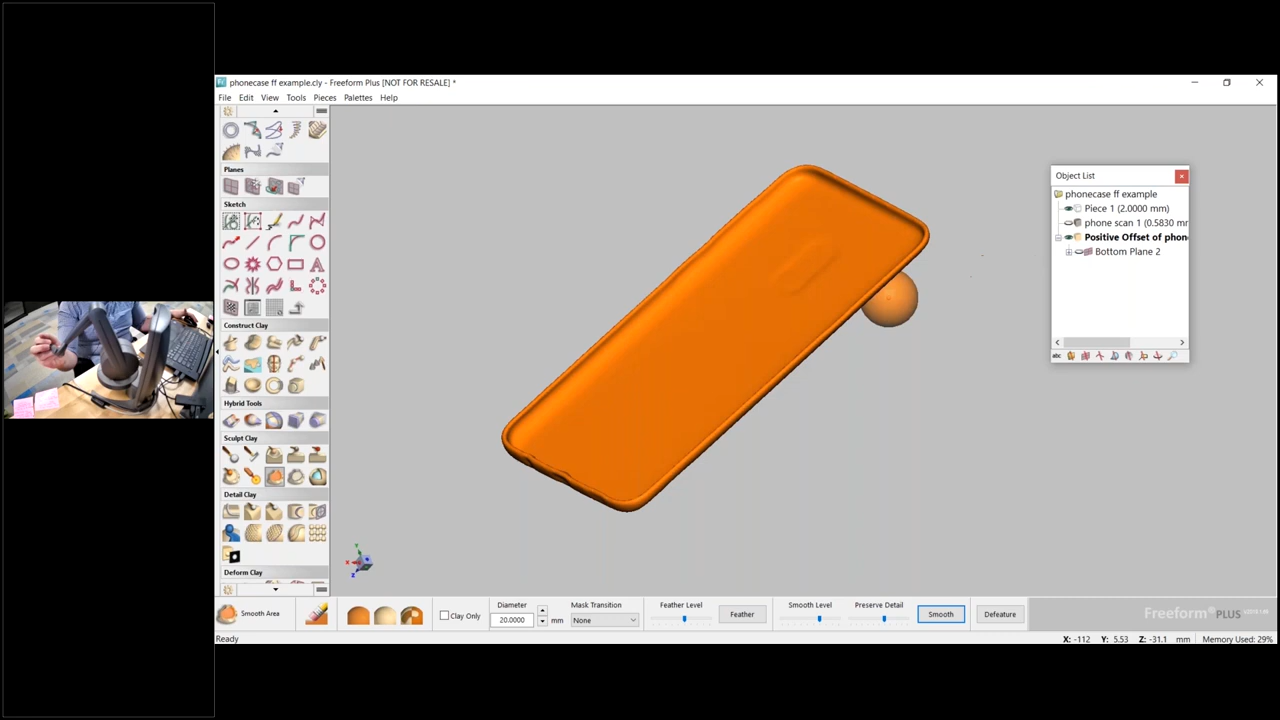 phonecase ff example.cly - Freeform Plus [NOT FOR RESALE] *
File Edit View Tools Pieces Palettes Help
Planes
Sketch
Construct Clay
Hybrid Tools
Sculpt Clay
Detail Clay
Deform Clay
Object List
phonecase ff example
Piece 1 (2.0000 mm)
phone scan 1 (0.5830 mr
Positive Offset of phon
Bottom Plane 2
abc
Smooth Area
Clay Only
Diameter
20.0000 mm
Mask Transition
None
Feather Level
Feather
Smooth Level
Preserve Detail
Smooth
Defeature
Freeform PLUS
Ready
X: -112 Y: 5.53 Z: -31.1 mm Memory Used: 29%